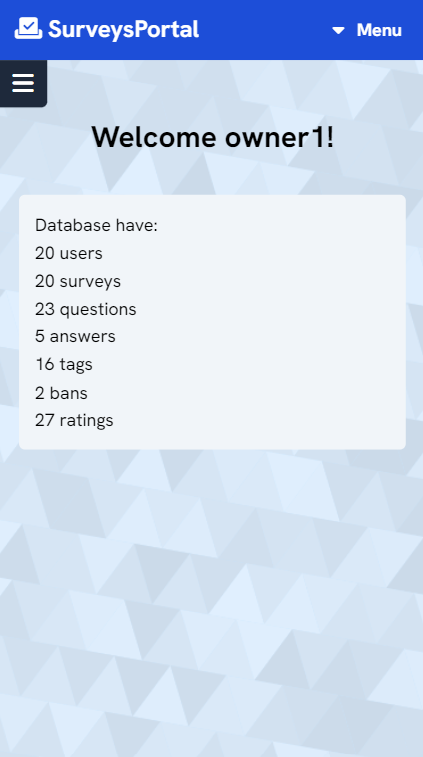 SurveysPortal
Menu
Welcome owner1!
Database have:
20 users
20 surveys
23 questions
5 answers
16 tags
2 bans
27 ratings